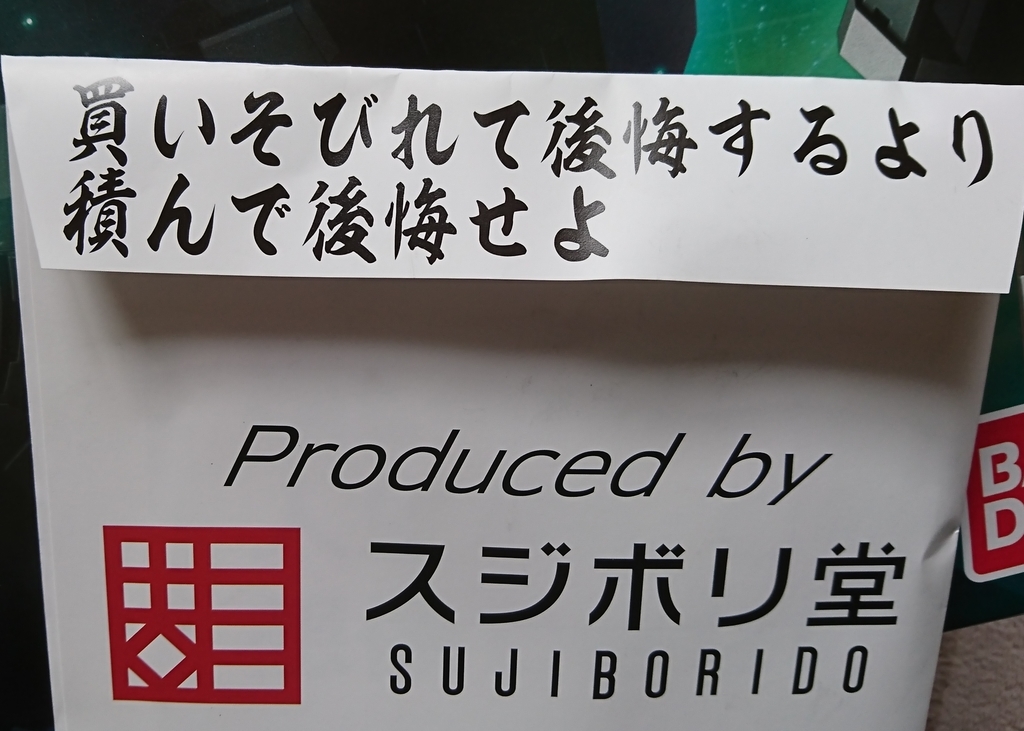 買いそびれて後悔するより
積んで後悔せよ
Produced by
スジボリ堂
SUJIBORIDO